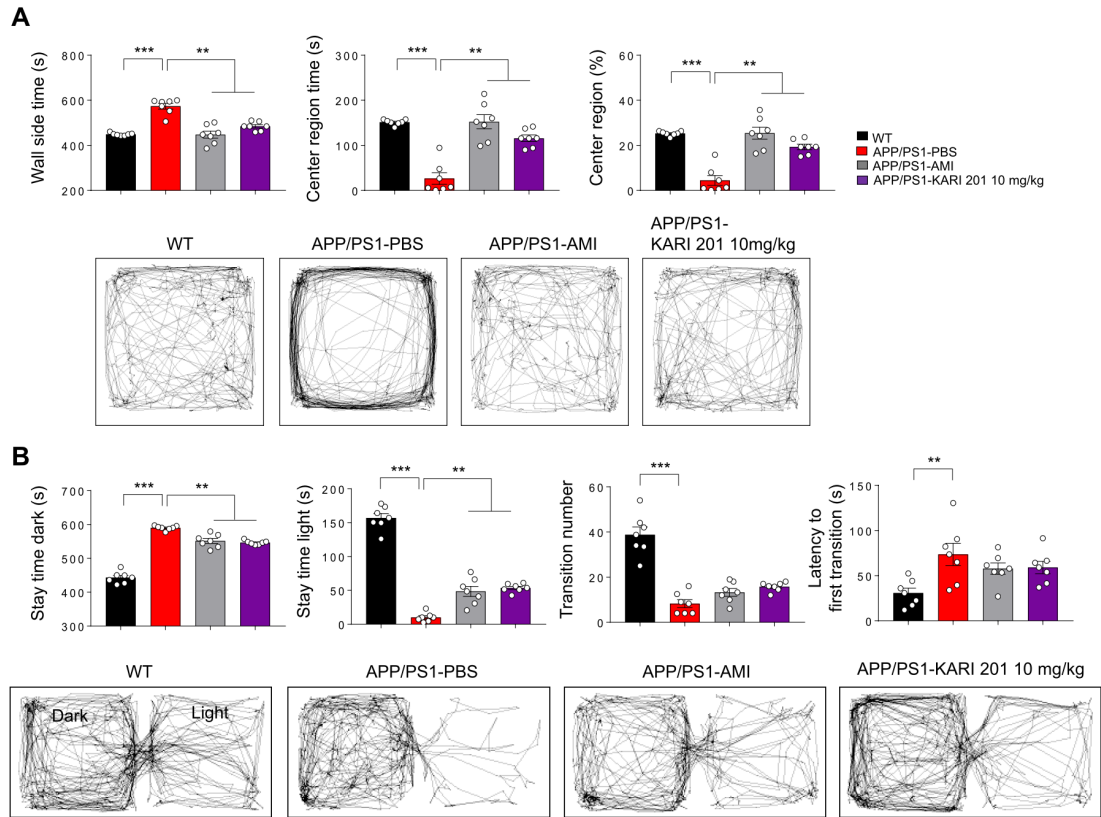 A
Wall side time (s)
800
600
400
200
***
**
Center region time (s)
300
200
100
0
***
**
Center region (%)
60
40
20
0
***
**
WT
APP/PS1-PBS
APP/PS1-AMI
APP/PS1-KARI 201 10 mg/kg
WT
APP/PS1-PBS
APP/PS1-AMI
APP/PS1-
KARI 201 10mg/kg
B
Stay time dark (s)
700
600
500
400
300
***
**
Stay time light (s)
200
150
100
50
0
***
**
Transition number
60
40
20
0
***
Latency to
first transition (s)
150
100
50
0
**
WT
APP/PS1-PBS
APP/PS1-AMI
APP/PS1-KARI 201 10 mg/kg
Dark
Light